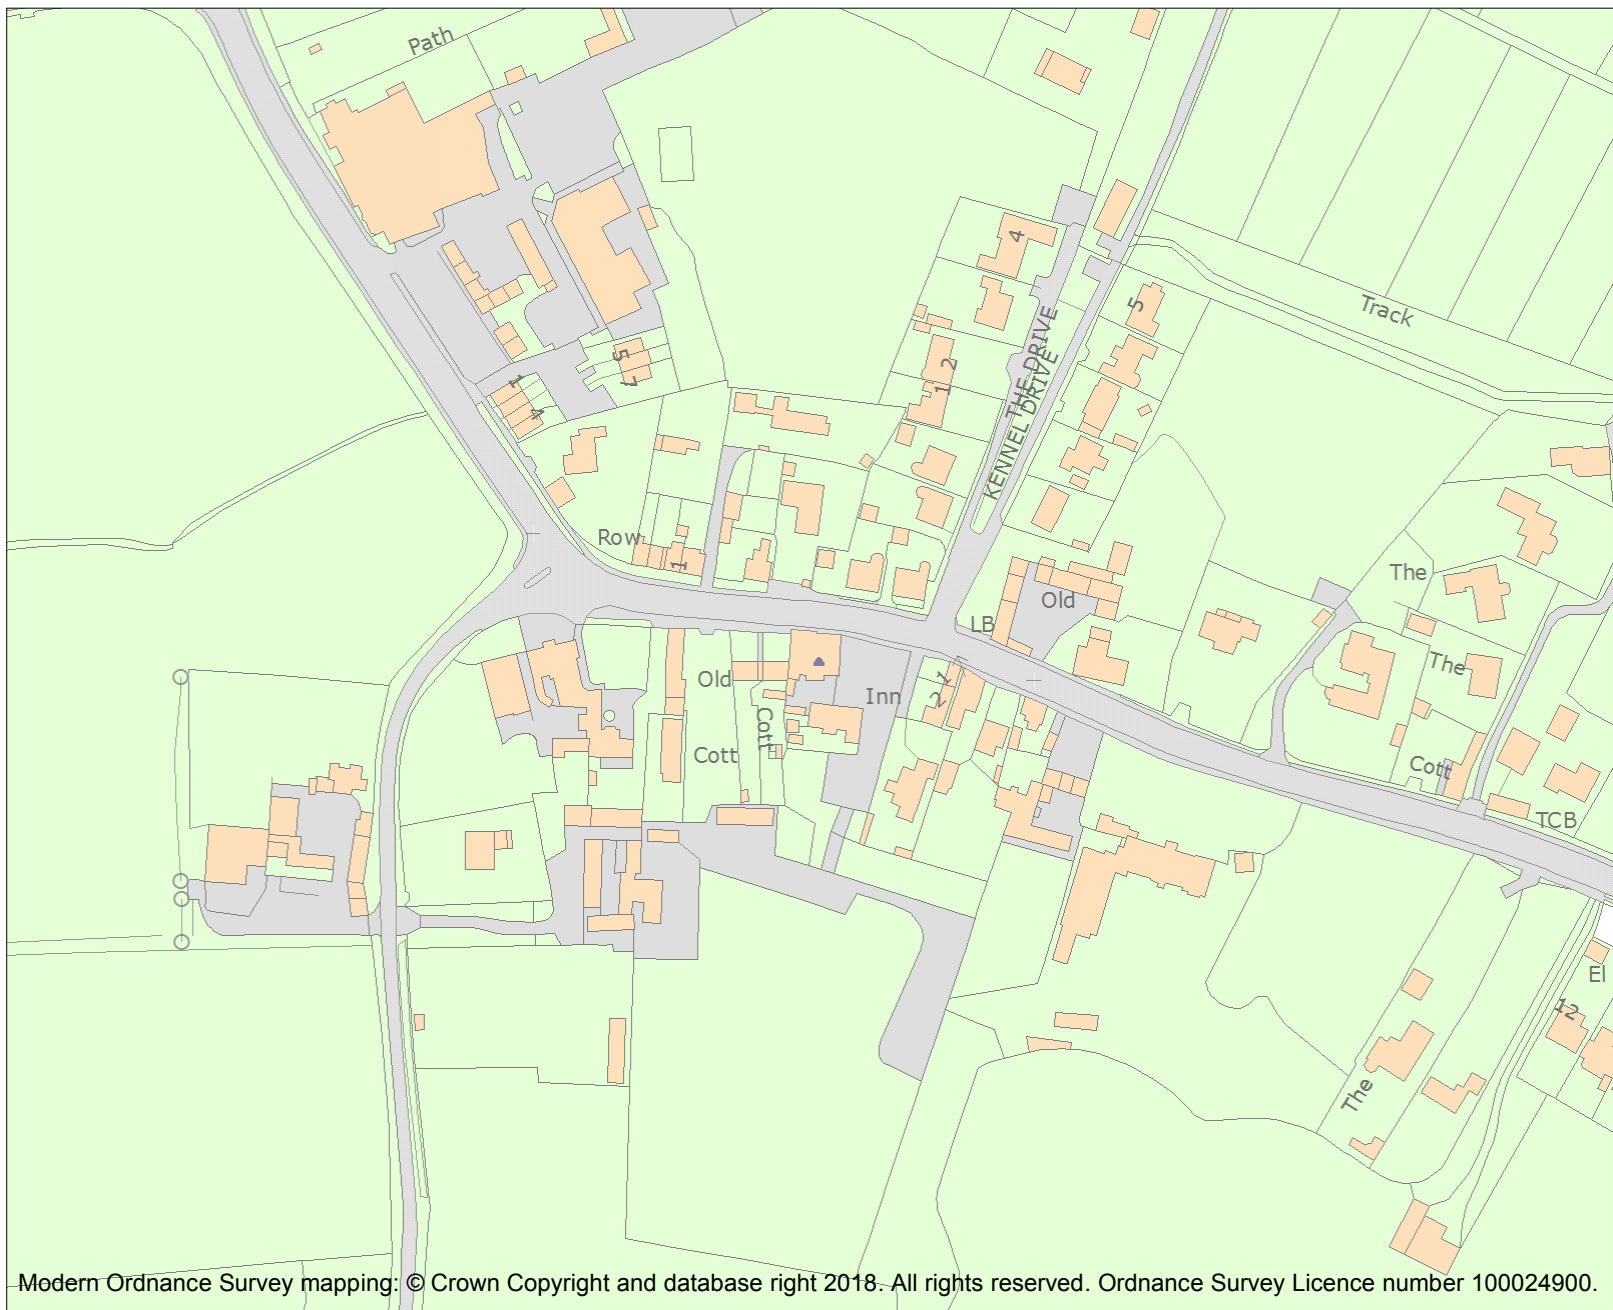 Path
4
5
Track
THE DRIVE
KENNEL DRIVE
2
1
5
7
1
4
Row
1
The
Old
LB
The
Old
Inn
1
2
Cott
Cott
Cott
TCB
El
12
The
Modern Ordnance Survey mapping: © Crown Copyright and database right 2018. All rights reserved. Ordnance Survey Licence number 100024900.